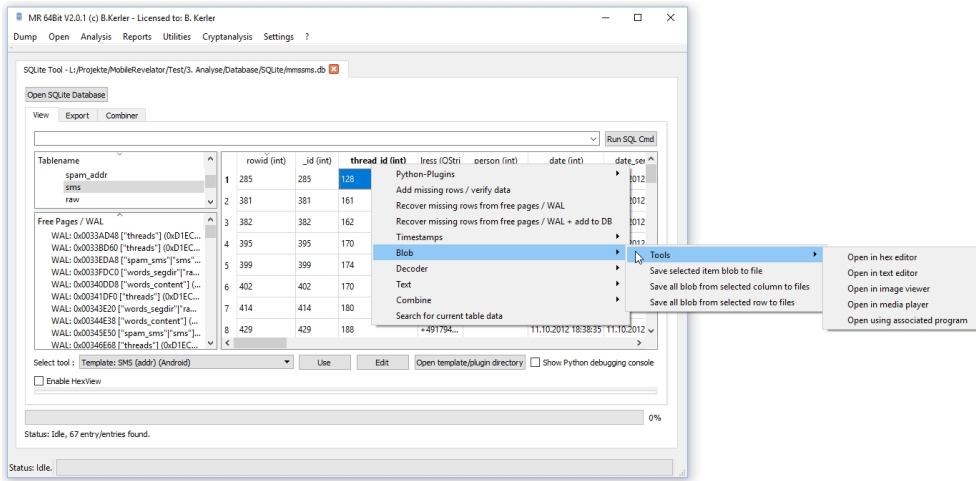 MR 64Bit V2.0.1 (c) B.Kerler - Licensed to: B. Kerler
Dump Open Analysis Reports Utilities Cryptanalysis Settings ?
SQLite Tool - L:/Projekte/MobileRevelator/Test/3. Analyse/Database/SQLite/mmssms.db
Open SQLite Database
View Export Combiner
Run SQL Cmd
Tablename
spam_addr
sms
raw
Free Pages / WAL
WAL: 0x0033AD48 ["threads"] (0xD1EC...
WAL: 0x0033BD60 ["threads"] (0xD1EC...
WAL: 0x0033EDA8 ["spam_sms"|"sms"...
WAL: 0x0033FDC0 ["words_segdir"|"ra...
WAL: 0x00340DD8 ["words_content"] (...
WAL: 0x00341DF0 ["threads"] (0xD1EC...
WAL: 0x00343E20 ["words_segdir"|"ra...
WAL: 0x00344E38 ["words_content"] (...
WAL: 0x00345E50 ["spam_sms"|"sms"]...
WAL: 0x00346E68 ["threads"] (0xD1EC...
rowid (int) _id (int) thread_id (int) lress (QStri person (int) date (int) date_ser
1 285 285 128 2012
2 381 381 161 2012
3 382 382 162 2012
4 395 395 170 2012
5 399 399 174
6 402 402 170
7 414 414 180
8 429 429 188 +491794... 11.10.2012 18:38:35 11.10.2012
Python-Plugins
Add missing rows / verify data
Recover missing rows from free pages / WAL
Recover missing rows from free pages / WAL + add to DB
Timestamps
Blob
Decoder
Text
Combine
Search for current table data
Tools
Save selected item blob to file
Save all blob from selected column to files
Save all blob from selected row to files
Open in hex editor
Open in text editor
Open in image viewer
Open in media player
Open using associated program
Select tool : Template: SMS (addr) (Android) Use Edit Open template/plugin directory Show Python debugging console
Enable HexView
0%
Status: Idle, 67 entry/entries found.
Status: Idle.